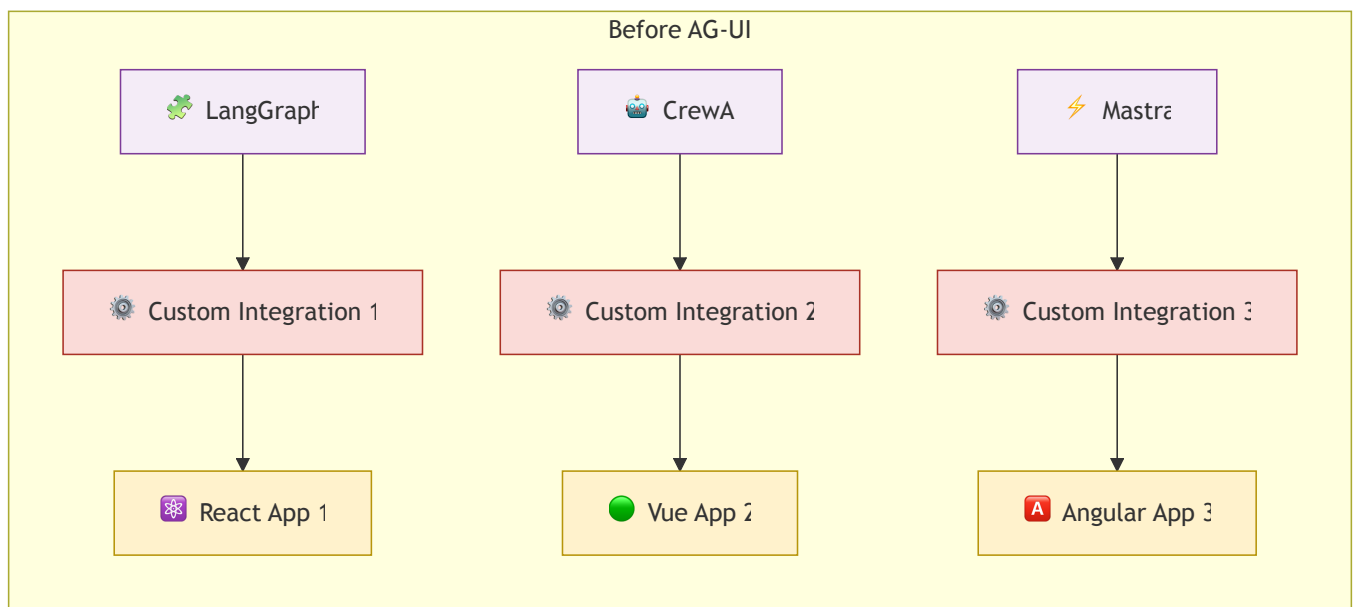 Before AG-UI
🧩 LangGraph
🤖 CrewA
⚡ Mastra
⚙️ Custom Integration 1
⚙️ Custom Integration 2
⚙️ Custom Integration 3
⚛️ React App 1
🟢 Vue App 2
🅰️ Angular App 3